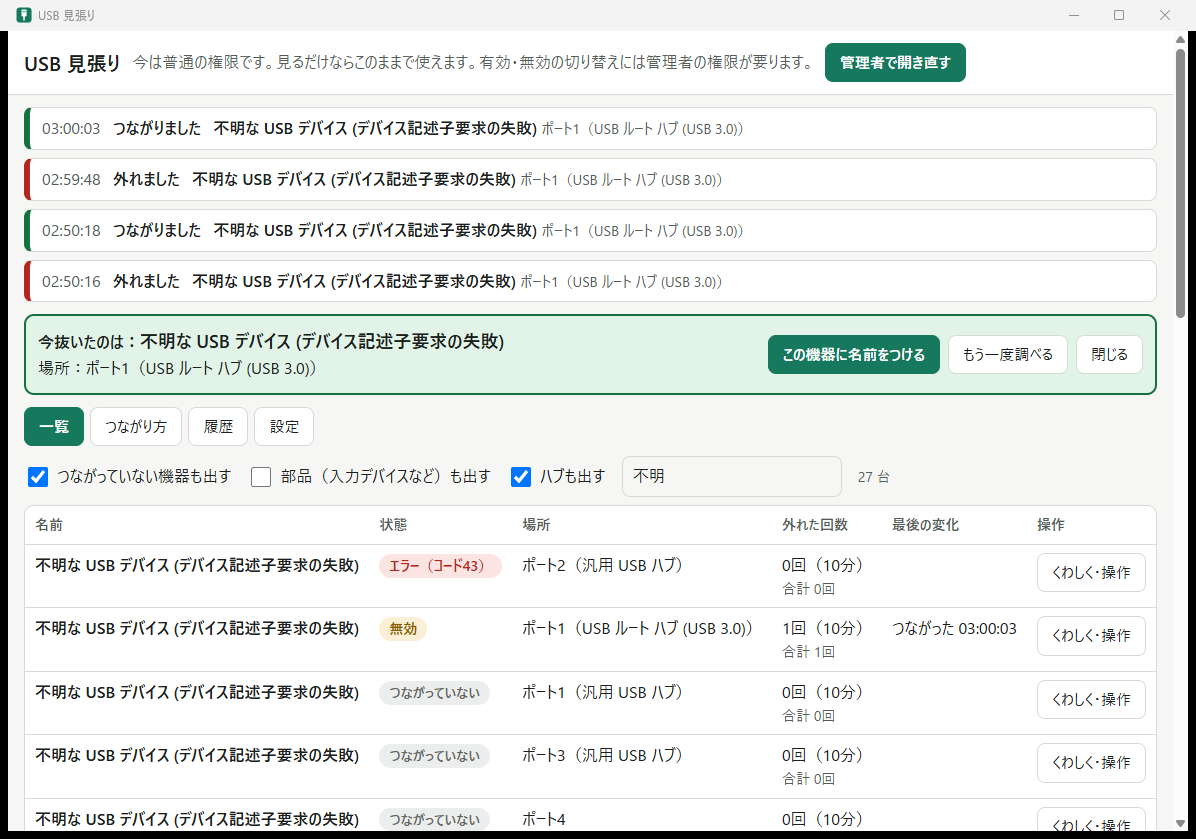 USB 見張り
USB 見張り 今は普通の権限です。見るだけならこのままで使えます。有効・無効の切り替えには管理者の権限が要ります。 管理者で開き直す
03:00:03 つながりました 不明な USB デバイス (デバイス記述子要求の失敗) ポート1（USB ルート ハブ (USB 3.0)）
02:59:48 外れました 不明な USB デバイス (デバイス記述子要求の失敗) ポート1（USB ルート ハブ (USB 3.0)）
02:50:18 つながりました 不明な USB デバイス (デバイス記述子要求の失敗) ポート1（USB ルート ハブ (USB 3.0)）
02:50:16 外れました 不明な USB デバイス (デバイス記述子要求の失敗) ポート1（USB ルート ハブ (USB 3.0)）
今抜いたのは：不明な USB デバイス (デバイス記述子要求の失敗)
場所：ポート1（USB ルート ハブ (USB 3.0)）
この機器に名前をつける もう一度調べる 閉じる
一覧 つながり方 履歴 設定
つながっていない機器も出す 部品（入力デバイスなど）も出す ハブも出す 不明 27 台
名前 状態 場所 外れた回数 最後の変化 操作
不明な USB デバイス (デバイス記述子要求の失敗) エラー（コード43） ポート2（汎用 USB ハブ） 0回（10分） くわしく・操作
合計 0回
不明な USB デバイス (デバイス記述子要求の失敗) 無効 ポート1（USB ルート ハブ (USB 3.0)） 1回（10分） つながった 03:00:03 くわしく・操作
合計 1回
不明な USB デバイス (デバイス記述子要求の失敗) つながっていない ポート1（汎用 USB ハブ） 0回（10分） くわしく・操作
合計 0回
不明な USB デバイス (デバイス記述子要求の失敗) つながっていない ポート3（汎用 USB ハブ） 0回（10分） くわしく・操作
合計 0回
不明な USB デバイス (デバイス記述子要求の失敗) つながっていない ポート4 0回（10分） くわしく・操作